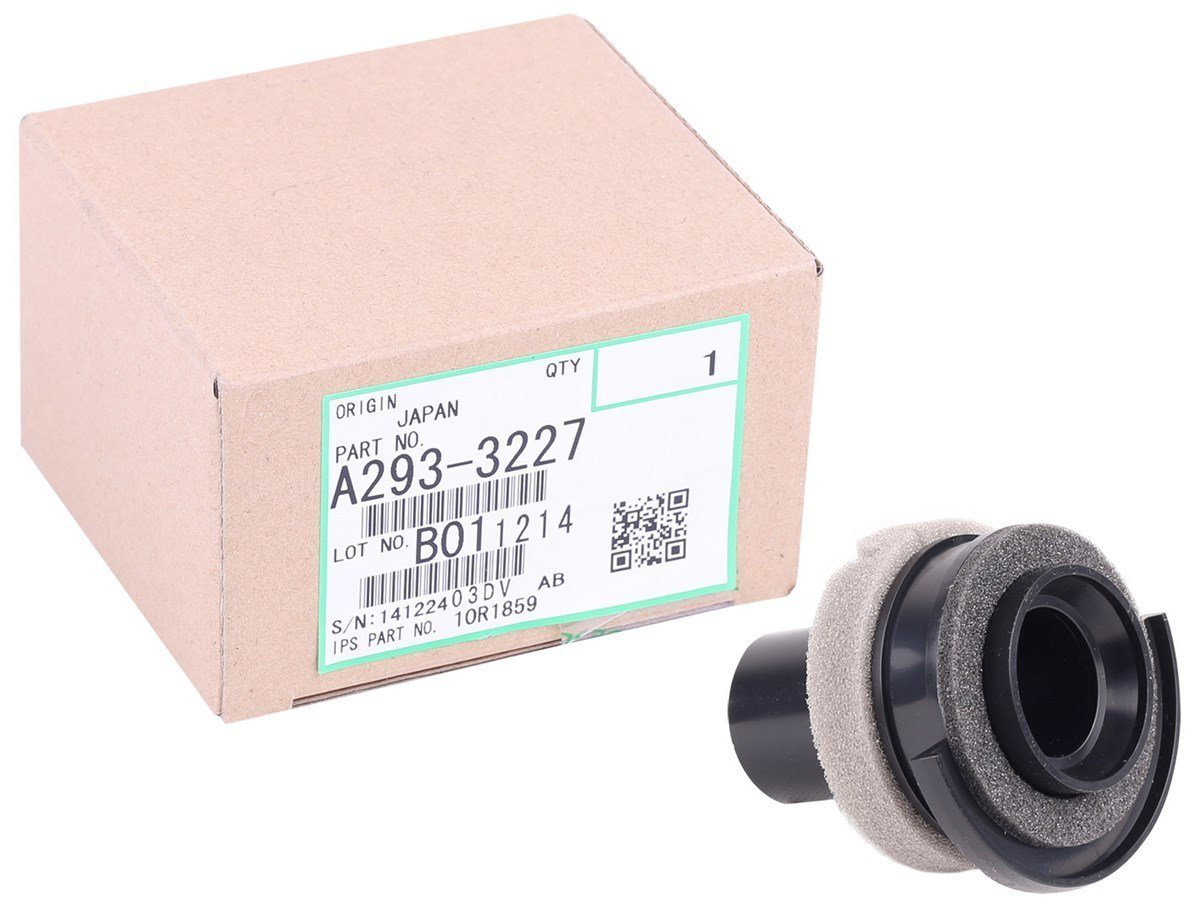 QTY 1
ORIGIN JAPAN
PART NO.
A293-3227
LOT NO. B011214
S/N:14122403DV AB
IPS PART NO. 10R1859